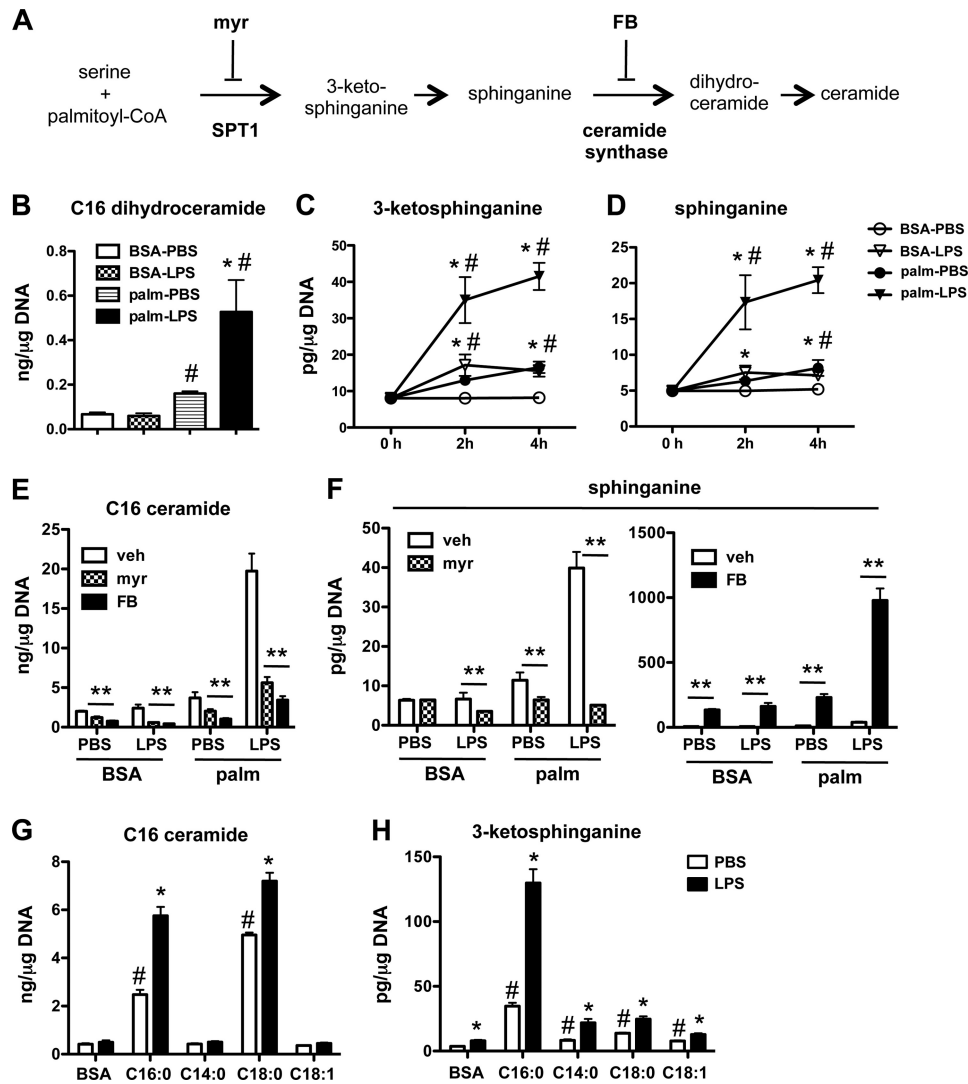 A
myr
FB
serine
+
palmitoyl-CoA
3-keto-
sphinganine
sphinganine
dihydro-
ceramide
ceramide
SPT1
ceramide
synthase
B
C16 dihydroceramide
ng/µg DNA
0.8
0.6
0.4
0.2
0.0
BSA-PBS
BSA-LPS
palm-PBS
palm-LPS
#
* #
C
3-ketosphinganine
pg/µg DNA
50
40
30
20
10
0
* #
* #
* #
* #
0 h
2h
4h
D
sphinganine
25
20
15
10
5
0
* #
* #
*
* #
0 h
2h
4h
BSA-PBS
BSA-LPS
palm-PBS
palm-LPS
E
C16 ceramide
ng/µg DNA
25
20
15
10
5
0
veh
myr
FB
**
**
**
**
PBS
LPS
PBS
LPS
BSA
palm
F
sphinganine
pg/µg DNA
50
40
30
20
10
0
veh
myr
**
**
**
PBS
LPS
PBS
LPS
BSA
palm
1500
1000
500
0
veh
FB
**
**
**
**
PBS
LPS
PBS
LPS
BSA
palm
G
C16 ceramide
ng/µg DNA
8
6
4
2
0
#
*
#
*
BSA
C16:0
C14:0
C18:0
C18:1
H
3-ketosphinganine
pg/µg DNA
150
100
50
0
*
#
*
#
*
#
*
#
*
BSA
C16:0
C14:0
C18:0
C18:1
PBS
LPS